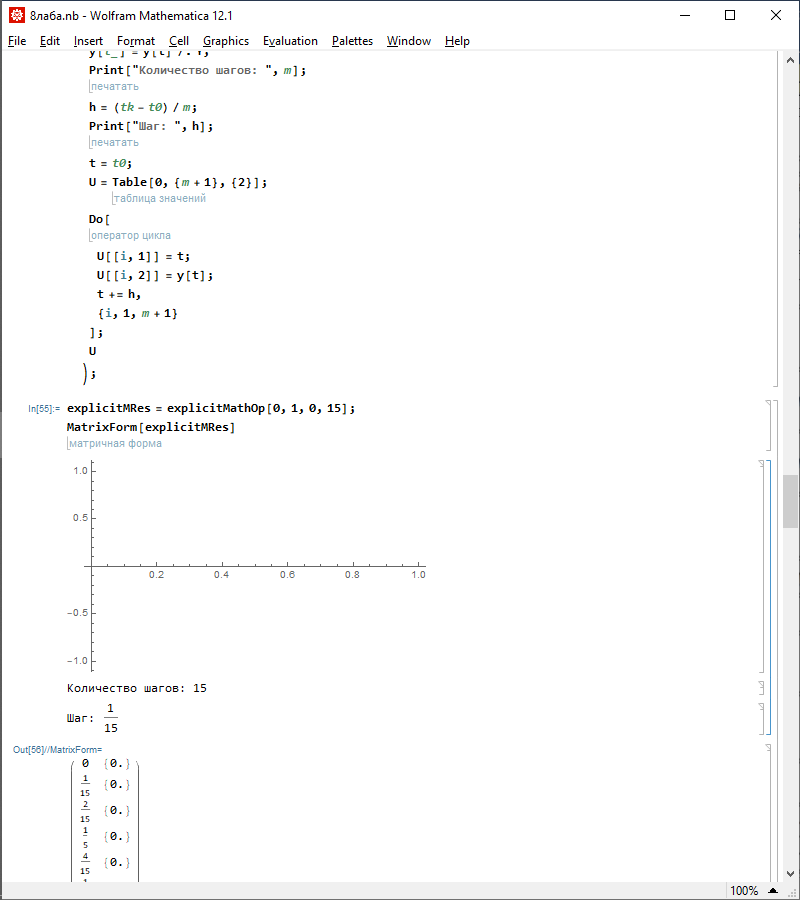 8лаба.nb - Wolfram Mathematica 12.1
File Edit Insert Format Cell Graphics Evaluation Palettes Window Help
Print["Количество шагов: ", m];
печатать
h = (tk - t0) / m;
Print["Шаг: ", h];
печатать
t = t0;
U = Table[0, {m + 1}, {2}];
таблица значений
Do[
оператор цикла
U[[i, 1]] = t;
U[[i, 2]] = y[t];
t += h,
{i, 1, m + 1}
];
U
);
In[55]:= explicitMRes = explicitMathOp[0, 1, 0, 15];
MatrixForm[explicitMRes]
матричная форма
1.0
0.5
0.2 0.4 0.6 0.8 1.0
-0.5
-1.0
Количество шагов: 15
Шаг: 1/15
Out[56]//MatrixForm=
0 {0.}
1/15 {0.}
2/15 {0.}
1/5 {0.}
4/15 {0.}
100%